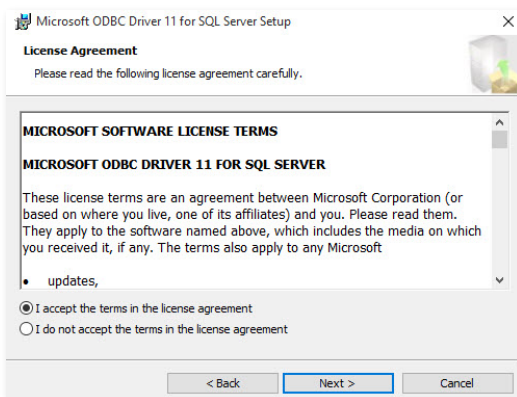 Microsoft ODBC Driver 11 for SQL Server Setup
License Agreement
Please read the following license agreement carefully.
MICROSOFT SOFTWARE LICENSE TERMS
MICROSOFT ODBC DRIVER 11 FOR SQL SERVER
These license terms are an agreement between Microsoft Corporation (or
based on where you live, one of its affiliates) and you. Please read them.
They apply to the software named above, which includes the media on which
you received it, if any. The terms also apply to any Microsoft
• updates,
I accept the terms in the license agreement
I do not accept the terms in the license agreement
< Back Next > Cancel